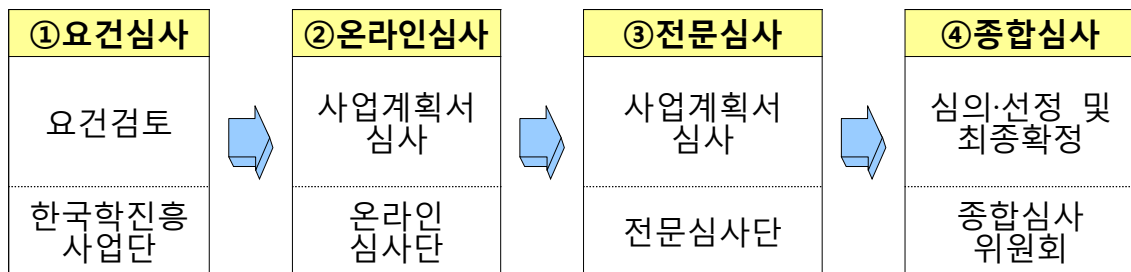 ①요건심사
요건검토
한국학진흥
사업단
②온라인심사
사업계획서
심사
온라인
심사단
③전문심사
사업계획서
심사
전문심사단
④종합심사
심의·선정 및
최종확정
종합심사
위원회